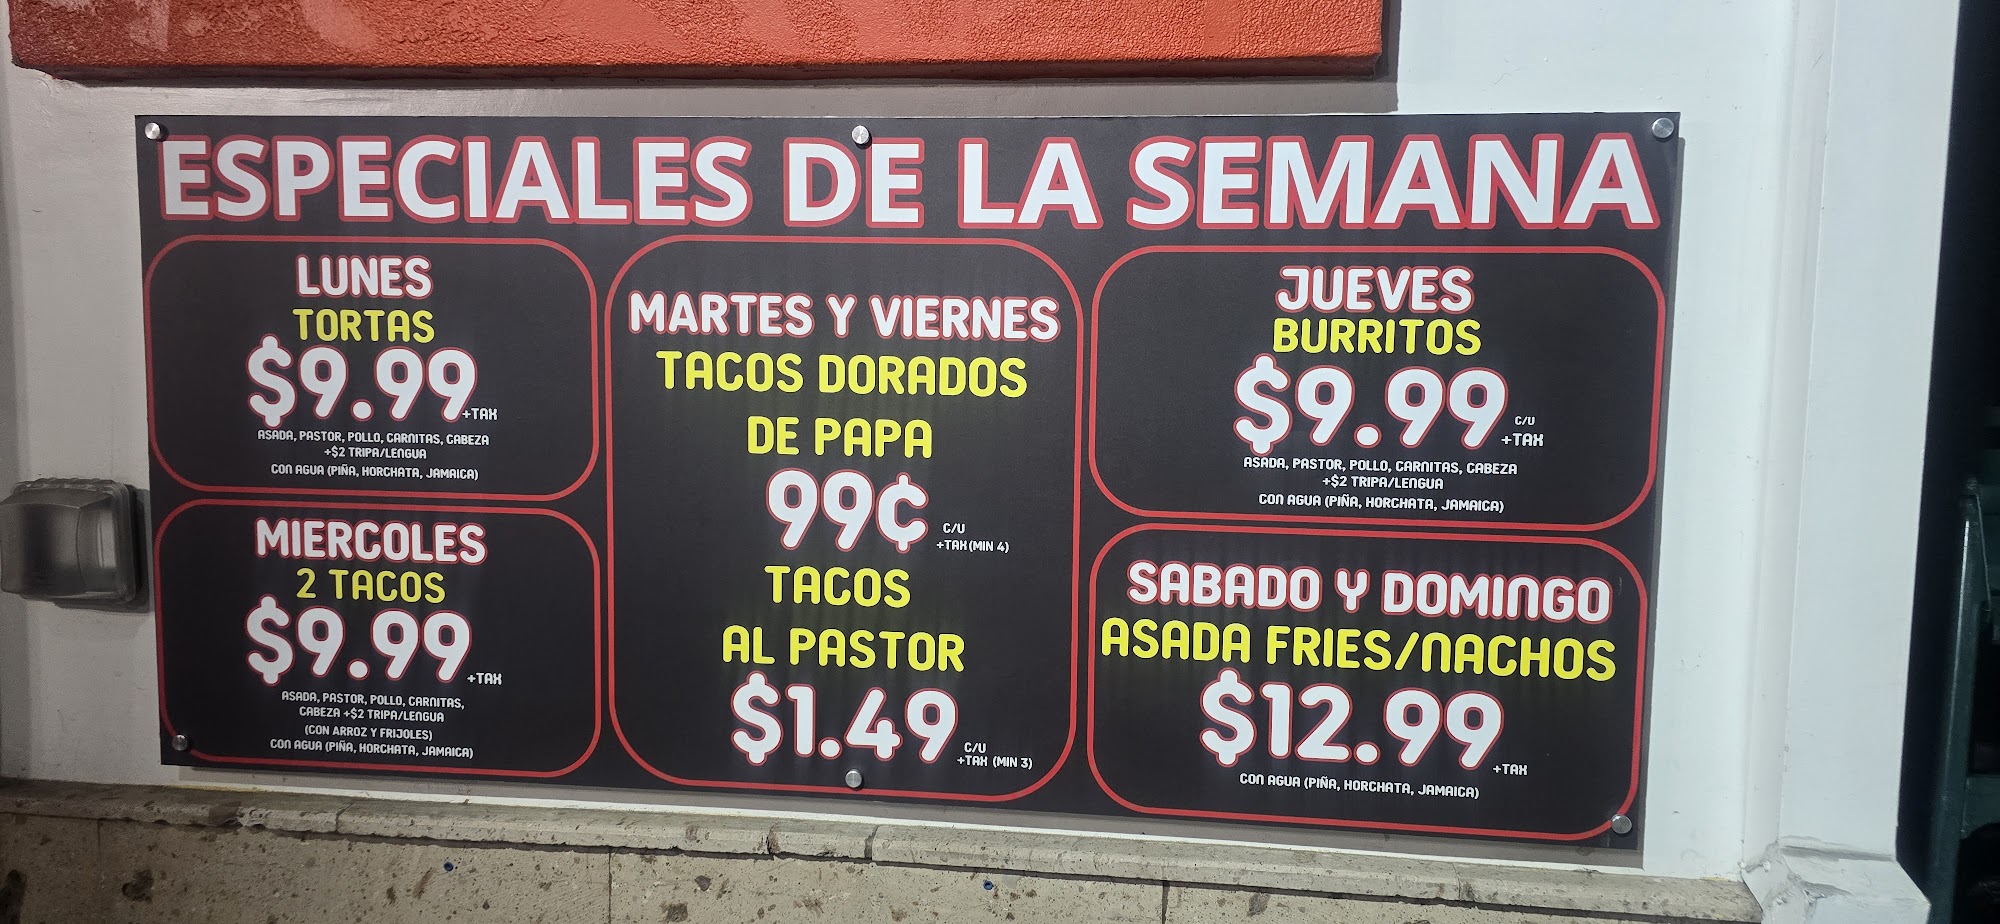 ESPECIALES DE LA SEMANA
LUNES
TORTAS
$9.99 +TAX
ASADA, PASTOR, POLLO, CARNITAS, CABEZA
+$2 TRIPA/LENGUA
CON AGUA (PIÑA, HORCHATA, JAMAICA)
MIERCOLES
2 TACOS
$9.99 +TAX
ASADA, PASTOR, POLLO, CARNITAS,
CABEZA +$2 TRIPA/LENGUA
(CON ARROZ Y FRIJOLES)
CON AGUA (PIÑA, HORCHATA, JAMAICA)
MARTES Y VIERNES
TACOS DORADOS
DE PAPA
99¢ C/U
+TAX (MIN 4)
TACOS
AL PASTOR
$1.49 C/U
+TAX (MIN 3)
JUEVES
BURRITOS
$9.99 C/U
+TAX
ASADA, PASTOR, POLLO, CARNITAS, CABEZA
+$2 TRIPA/LENGUA
CON AGUA (PIÑA, HORCHATA, JAMAICA)
SABADO Y DOMINGO
ASADA FRIES/NACHOS
$12.99 +TAX
CON AGUA (PIÑA, HORCHATA, JAMAICA)